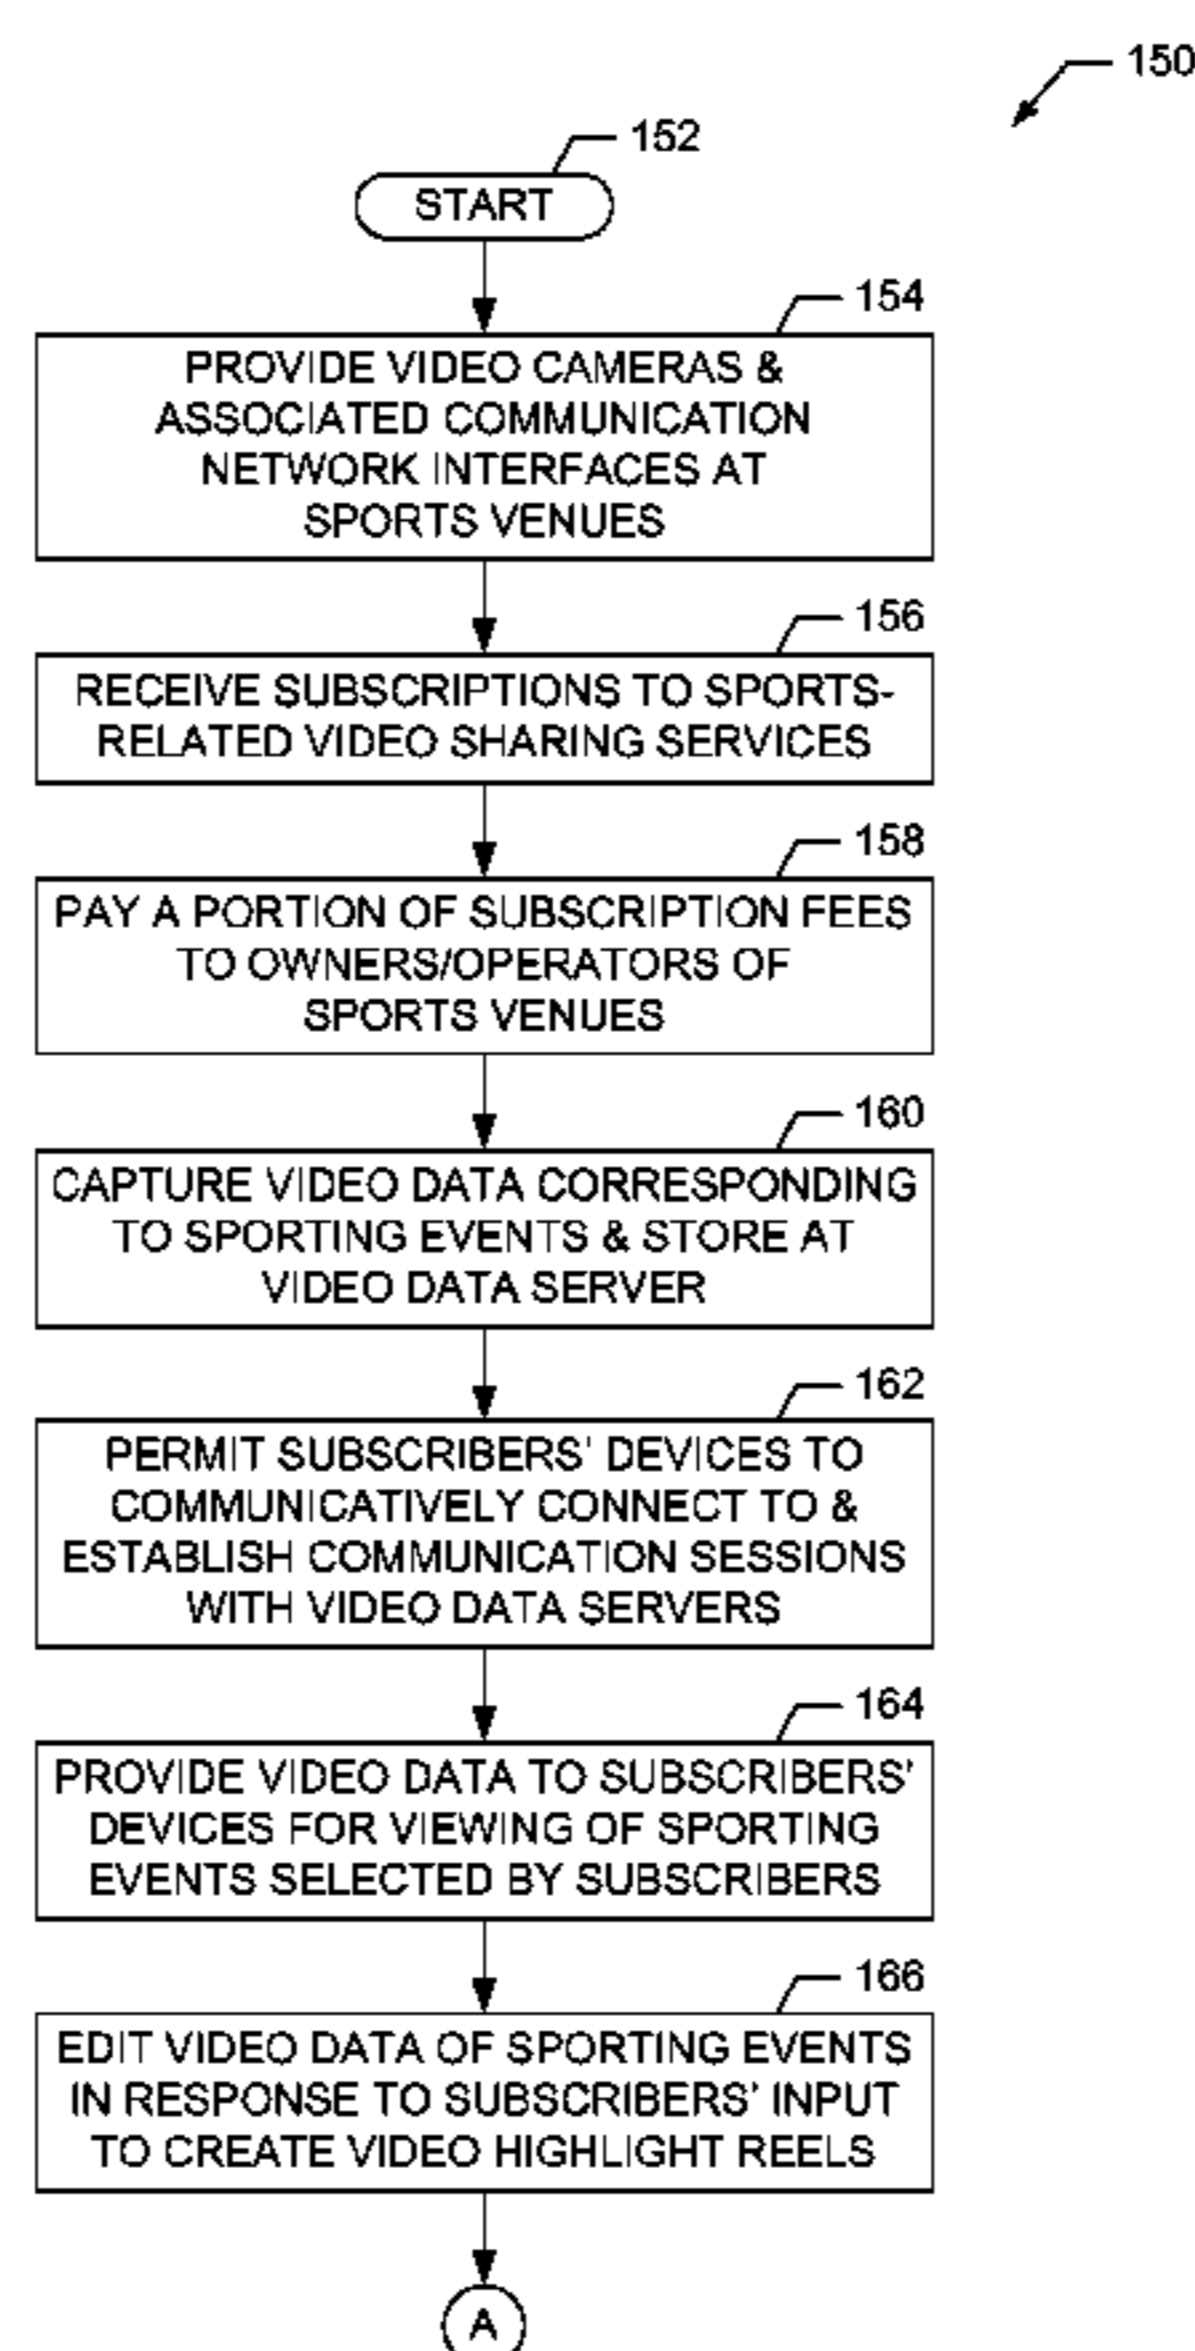 150
152
START
154
PROVIDE VIDEO CAMERAS &
ASSOCIATED COMMUNICATION
NETWORK INTERFACES AT
SPORTS VENUES
156
RECEIVE SUBSCRIPTIONS TO SPORTS-
RELATED VIDEO SHARING SERVICES
158
PAY A PORTION OF SUBSCRIPTION FEES
TO OWNERS/OPERATORS OF
SPORTS VENUES
160
CAPTURE VIDEO DATA CORRESPONDING
TO SPORTING EVENTS & STORE AT
VIDEO DATA SERVER
162
PERMIT SUBSCRIBERS' DEVICES TO
COMMUNICATIVELY CONNECT TO &
ESTABLISH COMMUNICATION SESSIONS
WITH VIDEO DATA SERVERS
164
PROVIDE VIDEO DATA TO SUBSCRIBERS'
DEVICES FOR VIEWING OF SPORTING
EVENTS SELECTED BY SUBSCRIBERS
166
EDIT VIDEO DATA OF SPORTING EVENTS
IN RESPONSE TO SUBSCRIBERS' INPUT
TO CREATE VIDEO HIGHLIGHT REELS
A